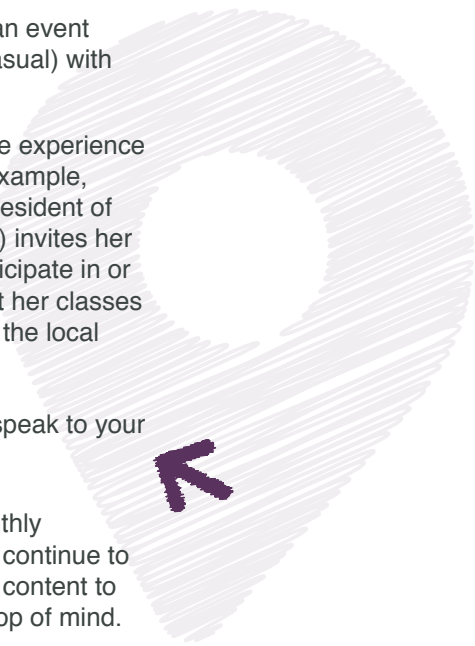 an event
asual) with
e experience
xample,
resident of
) invites her
icipate in or
t her classes
the local
speak to your
thly
continue to
content to
op of mind.